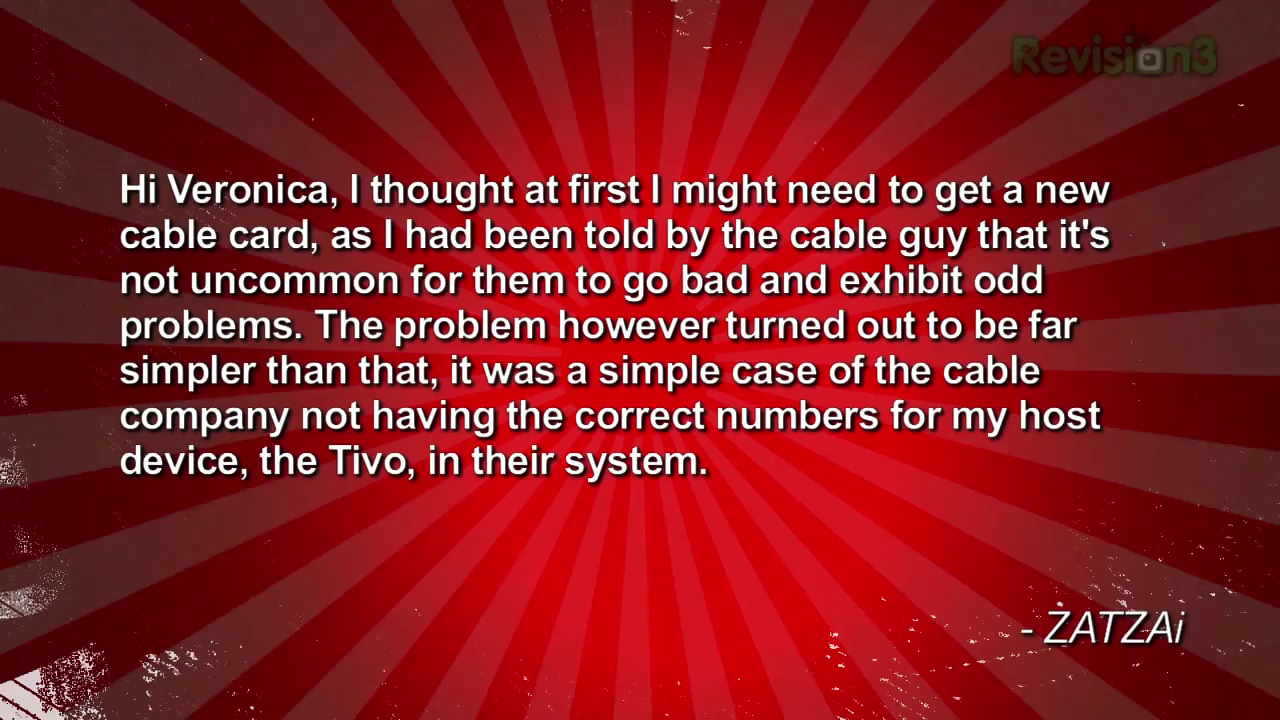 Revision3
Hi Veronica, I thought at first I might need to get a new
cable card, as I had been told by the cable guy that it's
not uncommon for them to go bad and exhibit odd
problems. The problem however turned out to be far
simpler than that, it was a simple case of the cable
company not having the correct numbers for my host
device, the Tivo, in their system.
- ZATZAi